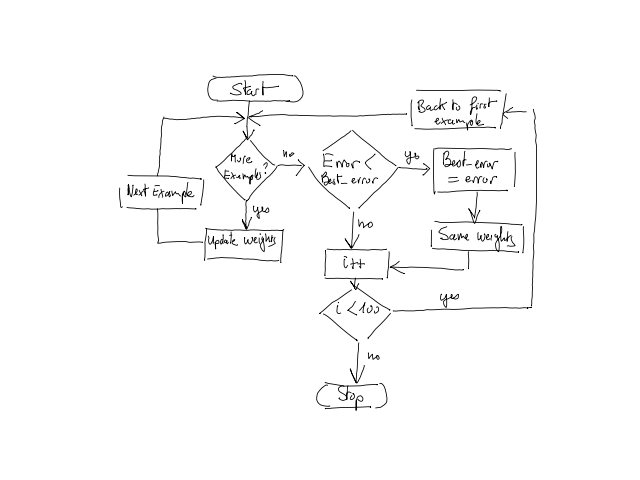 Start
Back to first
example
More
Examples?
no
Error <
Best_error
yes
Best_error
= error
Next Example
yes
Update weights
no
Same weights
i++
i < 100
yes
no
Stop